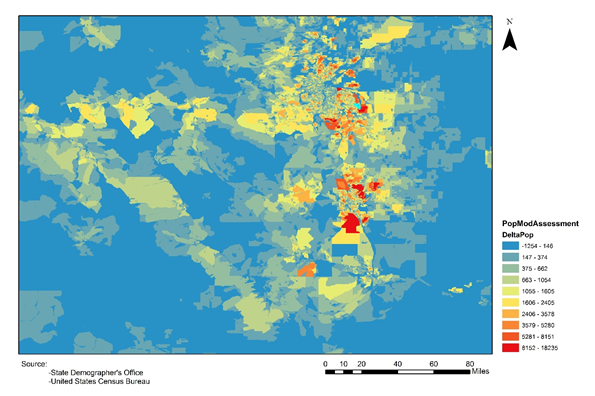 N
PopModAssessment
DeltaPop
-1254 - 146
147 - 374
375 - 662
663 - 1054
1055 - 1605
1606 - 2405
2406 - 3578
3579 - 5280
5281 - 8151
8152 - 18235
Source:
-State Demographer's Office
-United States Census Bureau
0 10 20 40 60 80
Miles